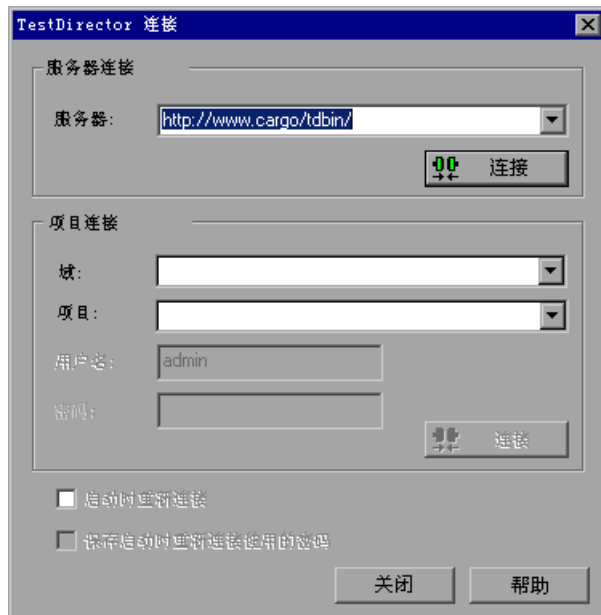 TestDirector 连接
服务器连接
服务器: http://www.cargo/tdbin/
连接
项目连接
域:
项目:
用户名: admin
密码:
连接
启动时重新连接
保存启动时重新连接使用的密码
关闭 帮助